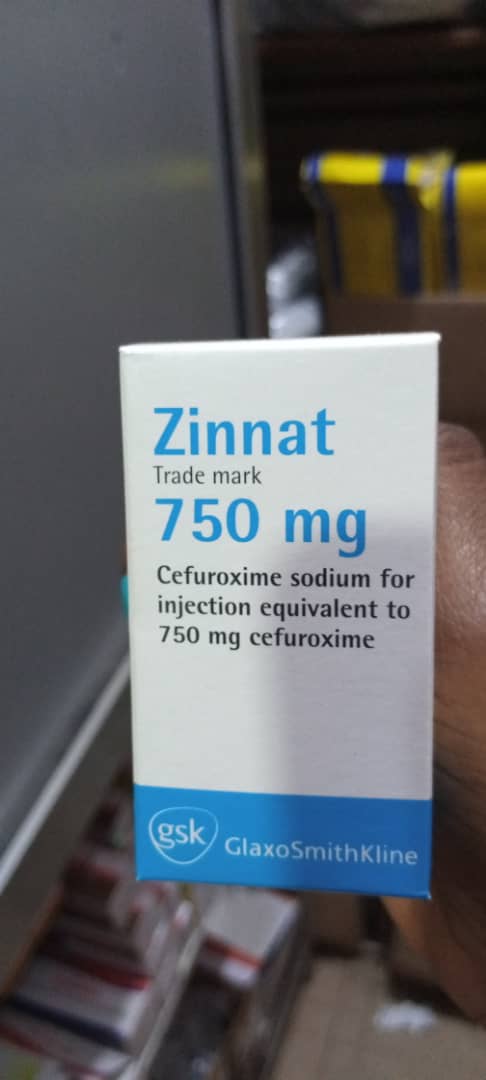 Zinnat
Trade mark
750 mg
Cefuroxime sodium for
injection equivalent to
750 mg cefuroxime
gsk GlaxoSmithKline